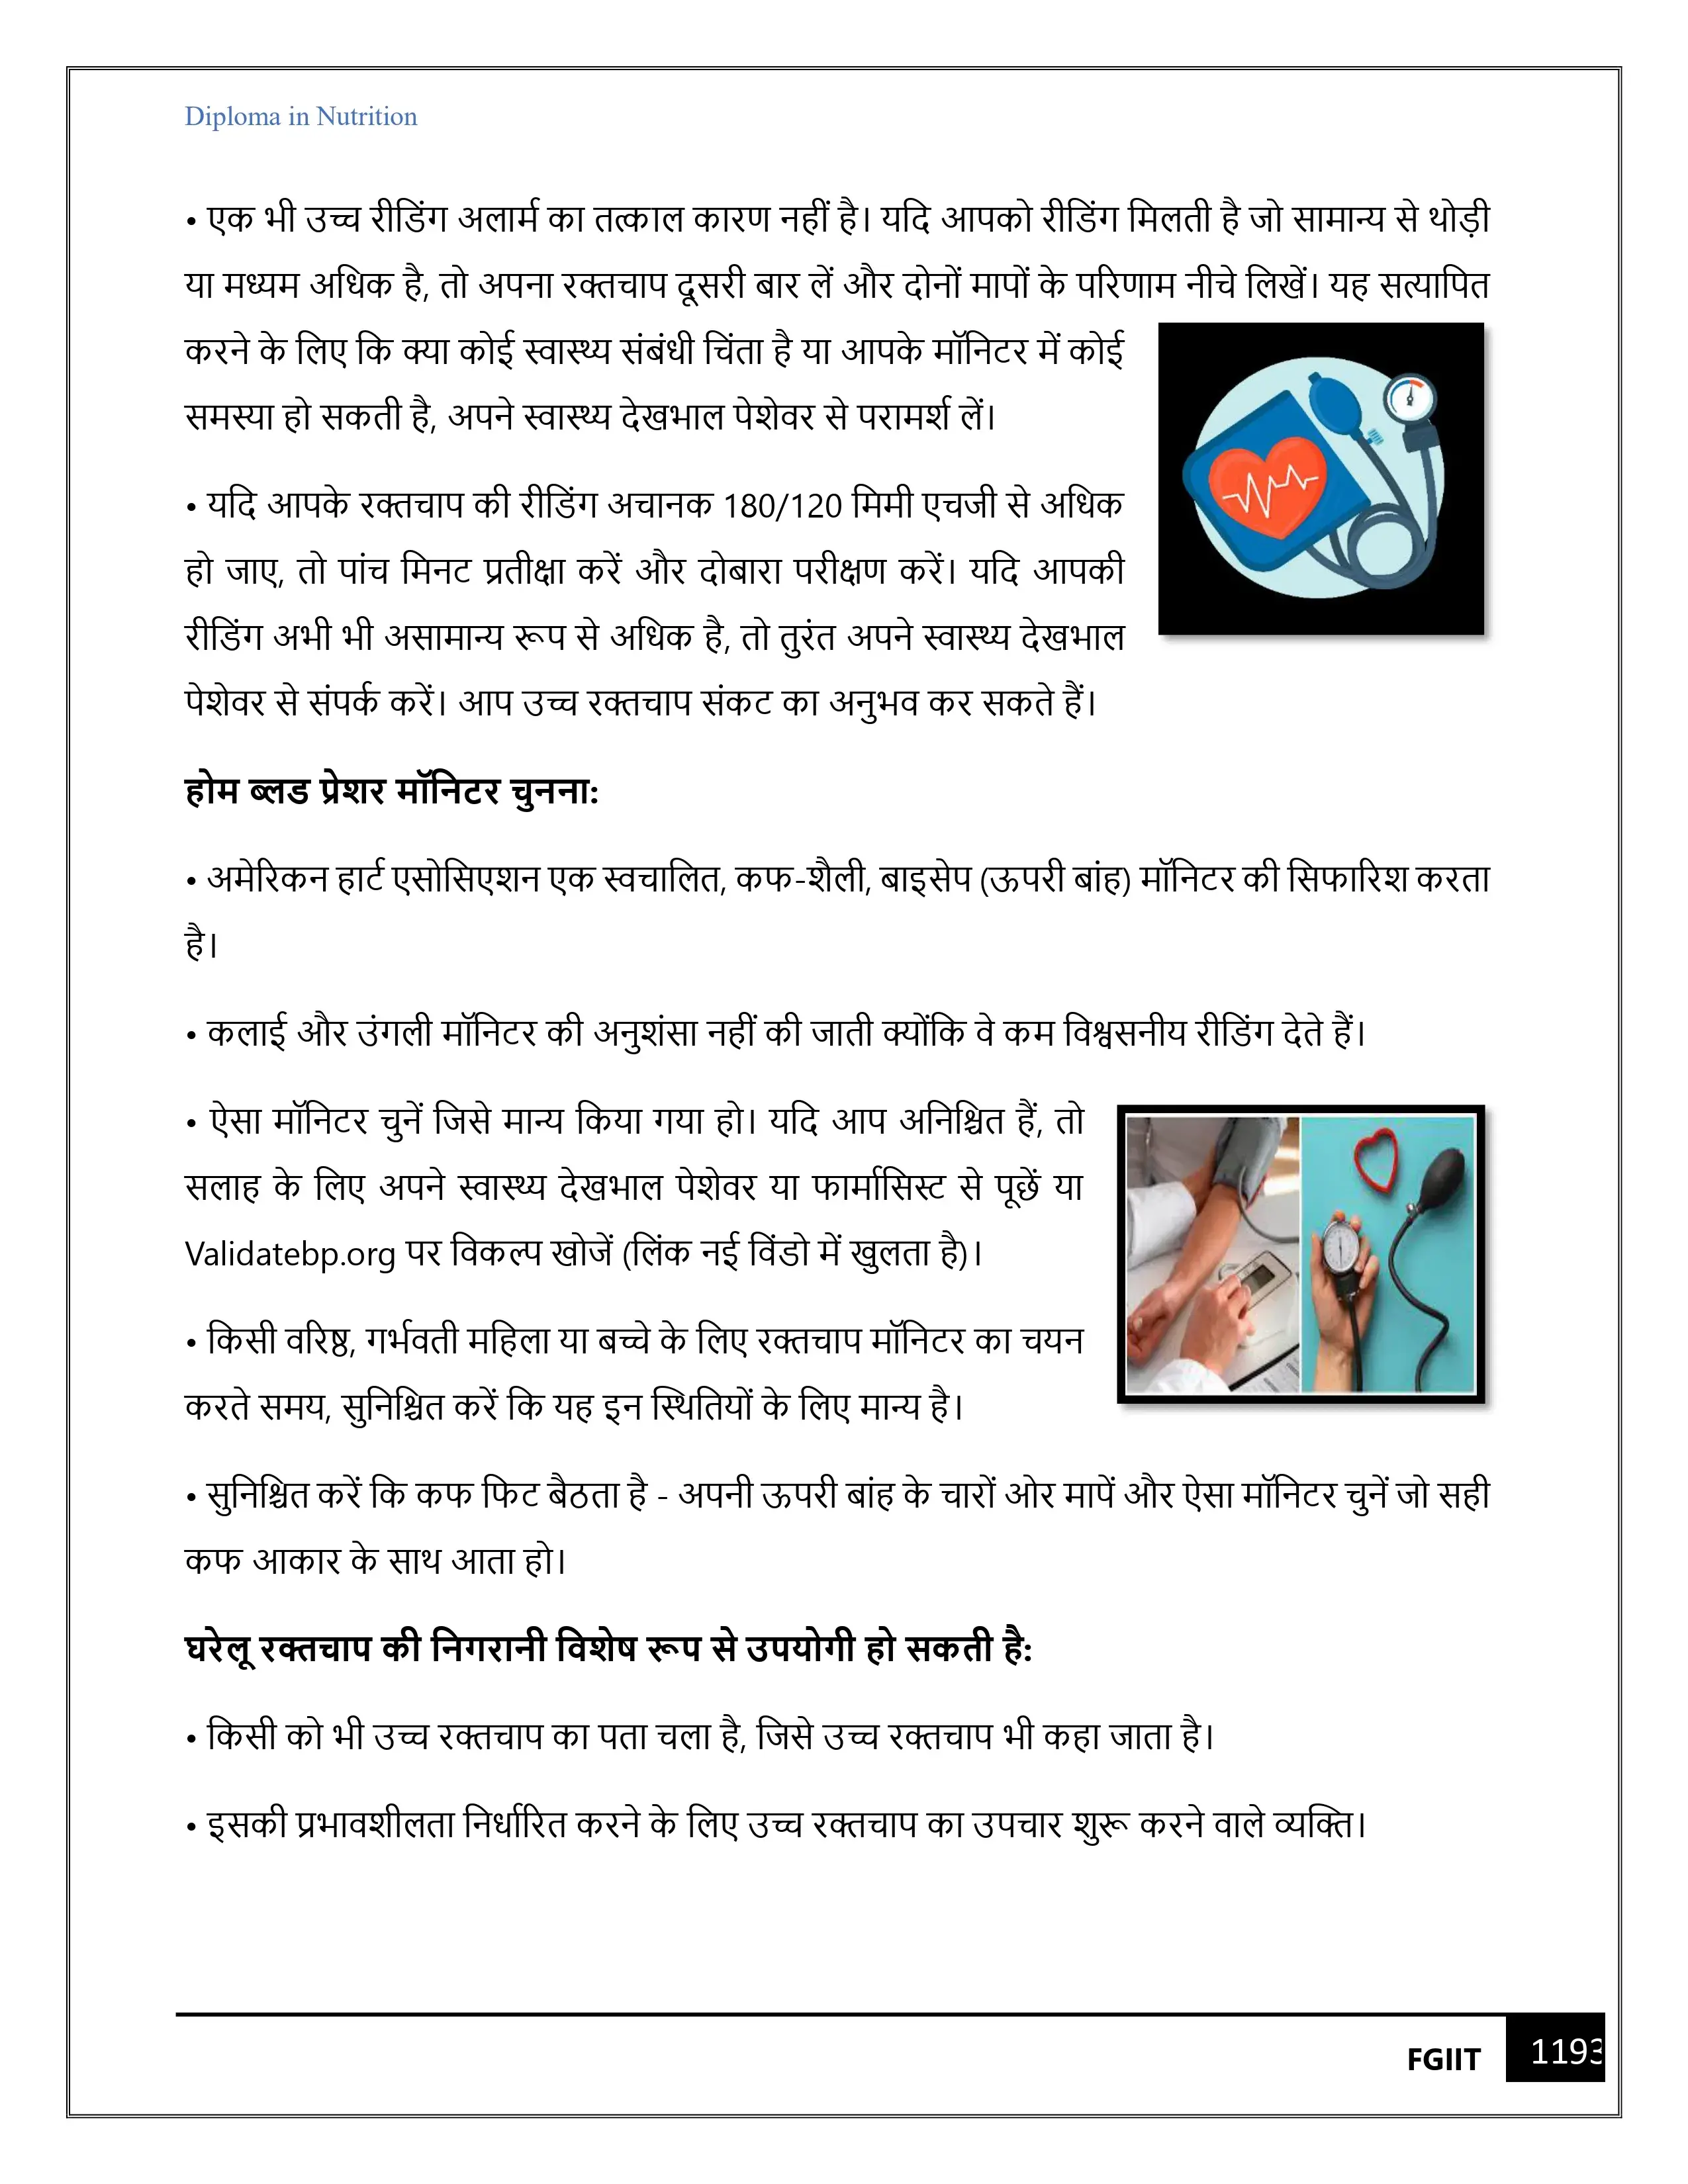 Diploma in Nutrition
• एक भी उच्च रीडिंग अलार्म का तत्काल कारण नहीं है। यदि आपको रीडिंग मिलती है जो सामान्य से थोड़ी
या मध्यम अधिक है, तो अपना रक्तचाप दूसरी बार लें और दोनों मापों के परिणाम नीचे लिखें। यह सत्यापित
करने के लिए कि क्या कोई स्वास्थ्य संबंधी चिंता है या आपके मॉनिटर में कोई
समस्या हो सकती है, अपने स्वास्थ्य देखभाल पेशेवर से परामर्श लें।
• यदि आपके रक्तचाप की रीडिंग अचानक 180/120 मिमी एचजी से अधिक
हो जाए, तो पांच मिनट प्रतीक्षा करें और दोबारा परीक्षण करें। यदि आपकी
रीडिंग अभी भी असामान्य रूप से अधिक है, तो तुरंत अपने स्वास्थ्य देखभाल
पेशेवर से संपर्क करें। आप उच्च रक्तचाप संकट का अनुभव कर सकते हैं।
होम ब्लड प्रेशर मॉनिटर चुनना:
• अमेरिकन हार्ट एसोसिएशन एक स्वचालित, कफ-शैली, बाइसेप (ऊपरी बांह) मॉनिटर की सिफारिश करता
है।
• कलाई और उंगली मॉनिटर की अनुशंसा नहीं की जाती क्योंकि वे कम विश्वसनीय रीडिंग देते हैं।
• ऐसा मॉनिटर चुनें जिसे मान्य किया गया हो। यदि आप अनिश्चित हैं, तो
सलाह के लिए अपने स्वास्थ्य देखभाल पेशेवर या फार्मासिस्ट से पूछें या
Validatebp.org पर विकल्प खोजें (लिंक नई विंडो में खुलता है)।
• किसी वरिष्ठ, गर्भवती महिला या बच्चे के लिए रक्तचाप मॉनिटर का चयन
करते समय, सुनिश्चित करें कि यह इन स्थितियों के लिए मान्य है।
• सुनिश्चित करें कि कफ फिट बैठता है - अपनी ऊपरी बांह के चारों ओर मापें और ऐसा मॉनिटर चुनें जो सही
कफ आकार के साथ आता हो।
घरेलू रक्तचाप की निगरानी विशेष रूप से उपयोगी हो सकती है:
• किसी को भी उच्च रक्तचाप का पता चला है, जिसे उच्च रक्तचाप भी कहा जाता है।
• इसकी प्रभावशीलता निर्धारित करने के लिए उच्च रक्तचाप का उपचार शुरू करने वाले व्यक्ति।
FGIIT 1193